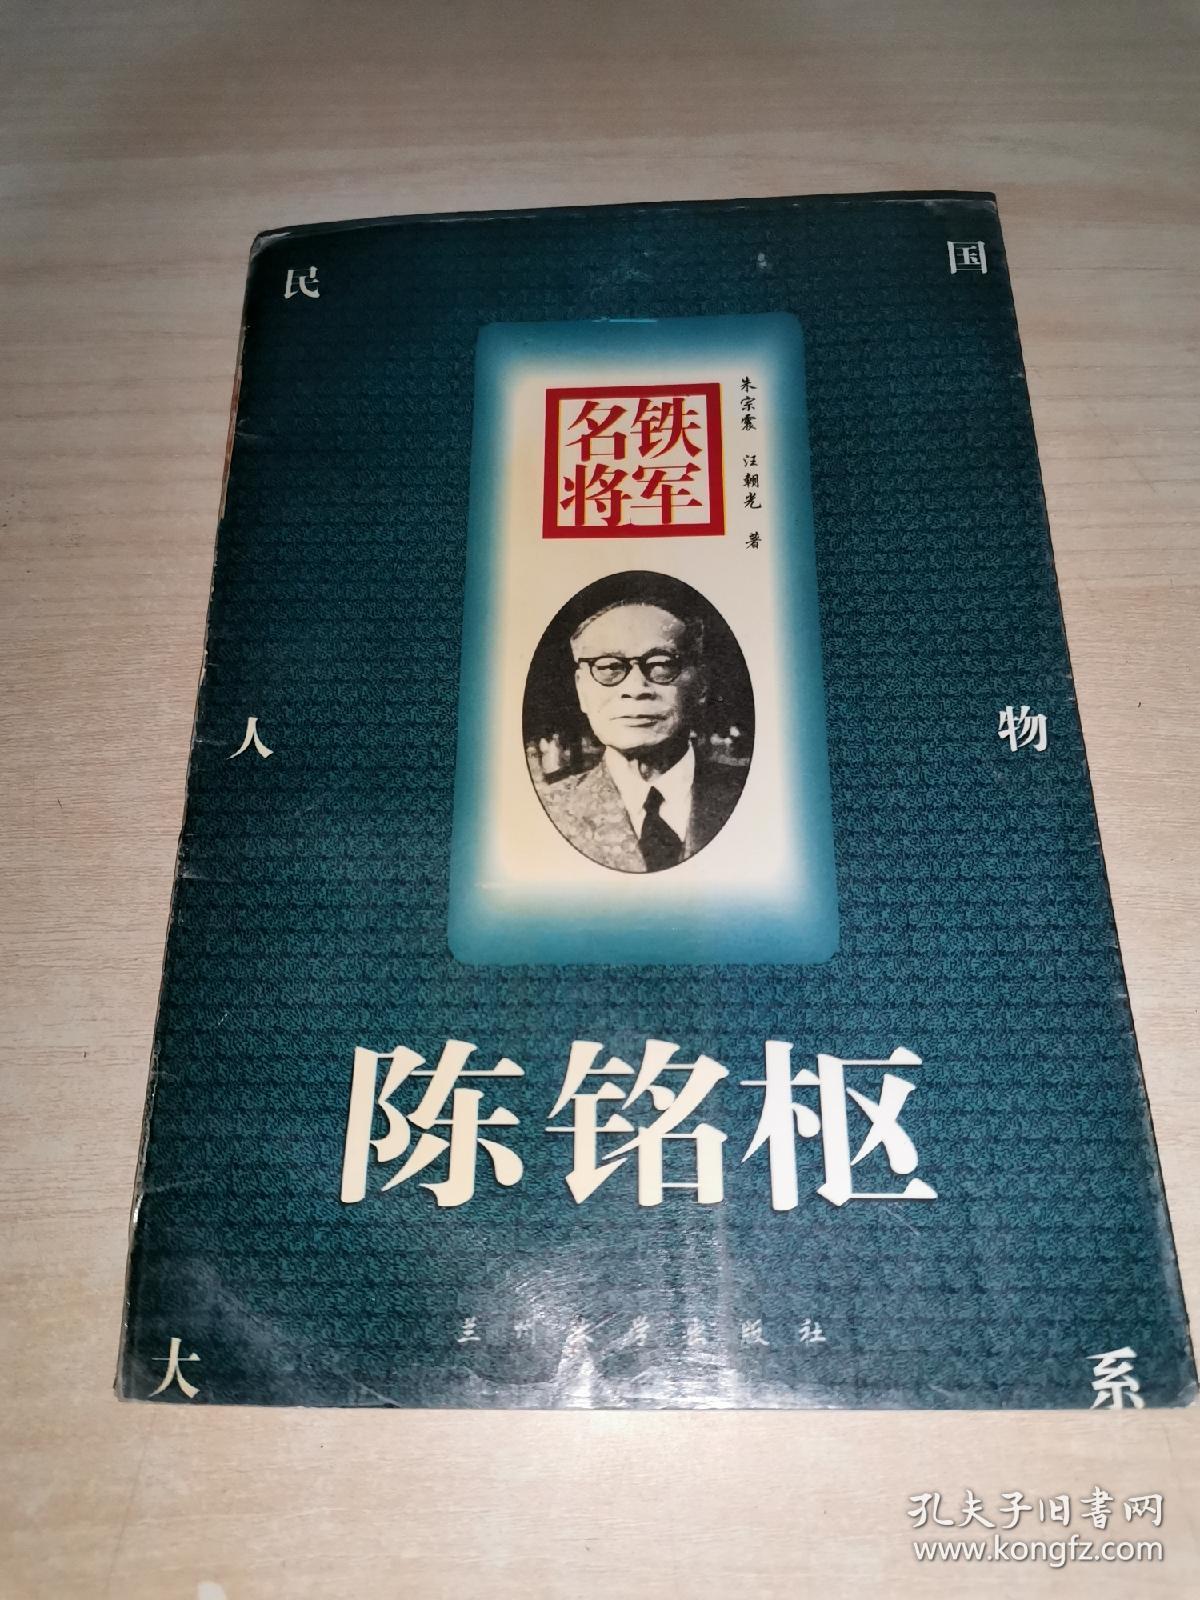 民 国
铁军
名将
朱宗震 汪朝光 著
人 物
陈铭枢
兰州大学出版社
大 系
孔夫子旧书网
www.kongfz.com